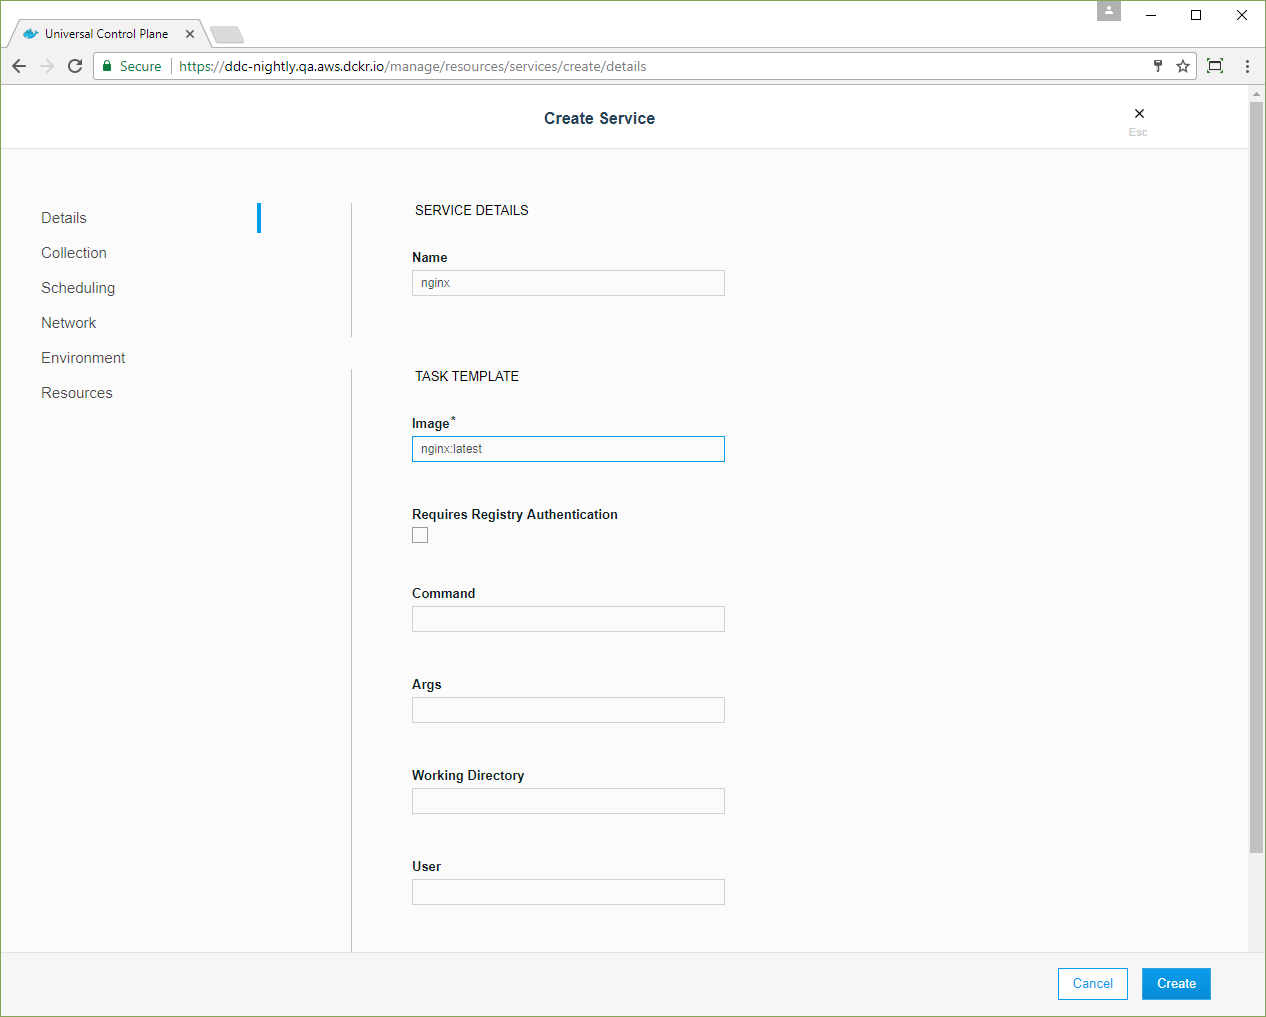 Universal Control Plane
Secure
https://ddc-nightly.qa.aws.dckr.io/manage/resources/services/create/details
Create Service
Esc
Details
Collection
Scheduling
Network
Environment
Resources
SERVICE DETAILS
Name
nginx
TASK TEMPLATE
Image*
nginx:latest
Requires Registry Authentication
Command
Args
Working Directory
User
Cancel
Create